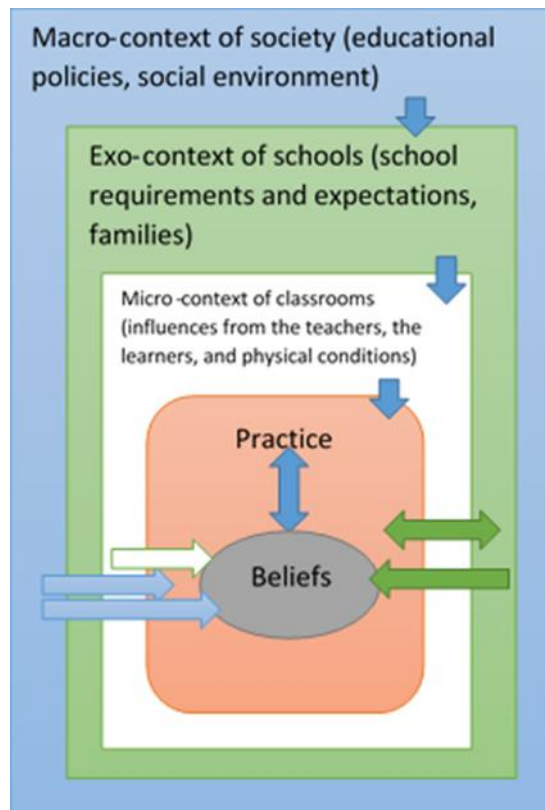 Macro-context of society (educational
policies, social environment)
Exo-context of schools (school
requirements and expectations,
families)
Micro-context of classrooms
(influences from the teachers, the
learners, and physical conditions)
Practice
Beliefs